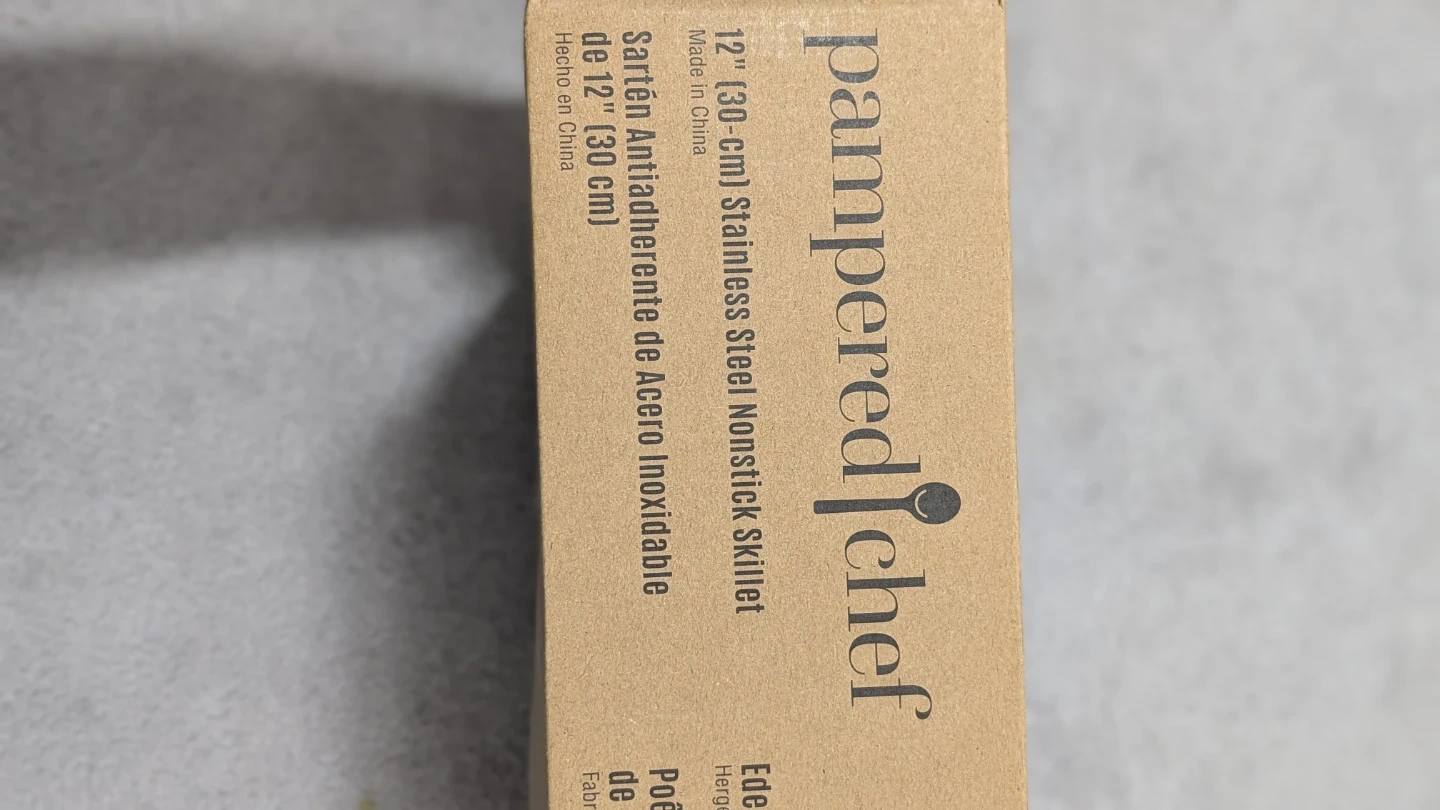 pampered chef
12" (30-cm) Stainless Steel Nonstick Skillet
Made in China
Sartén Antiadherente de Acero Inoxidable
de 12" (30 cm)
Hecho en China
de